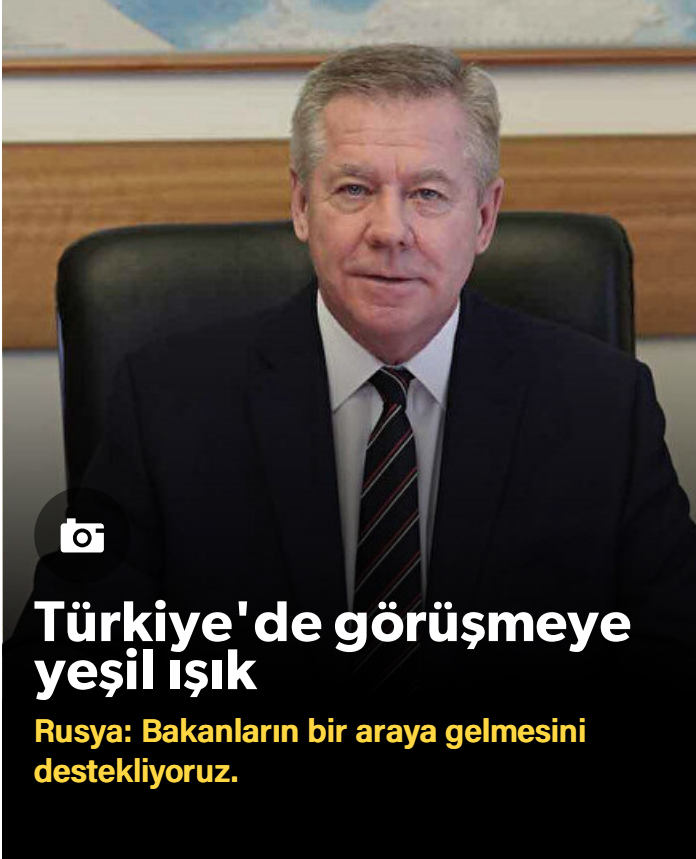 Türkiye'de görüşmeye
yeşil ışık
Rusya: Bakanların bir araya gelmesini
destekliyoruz.